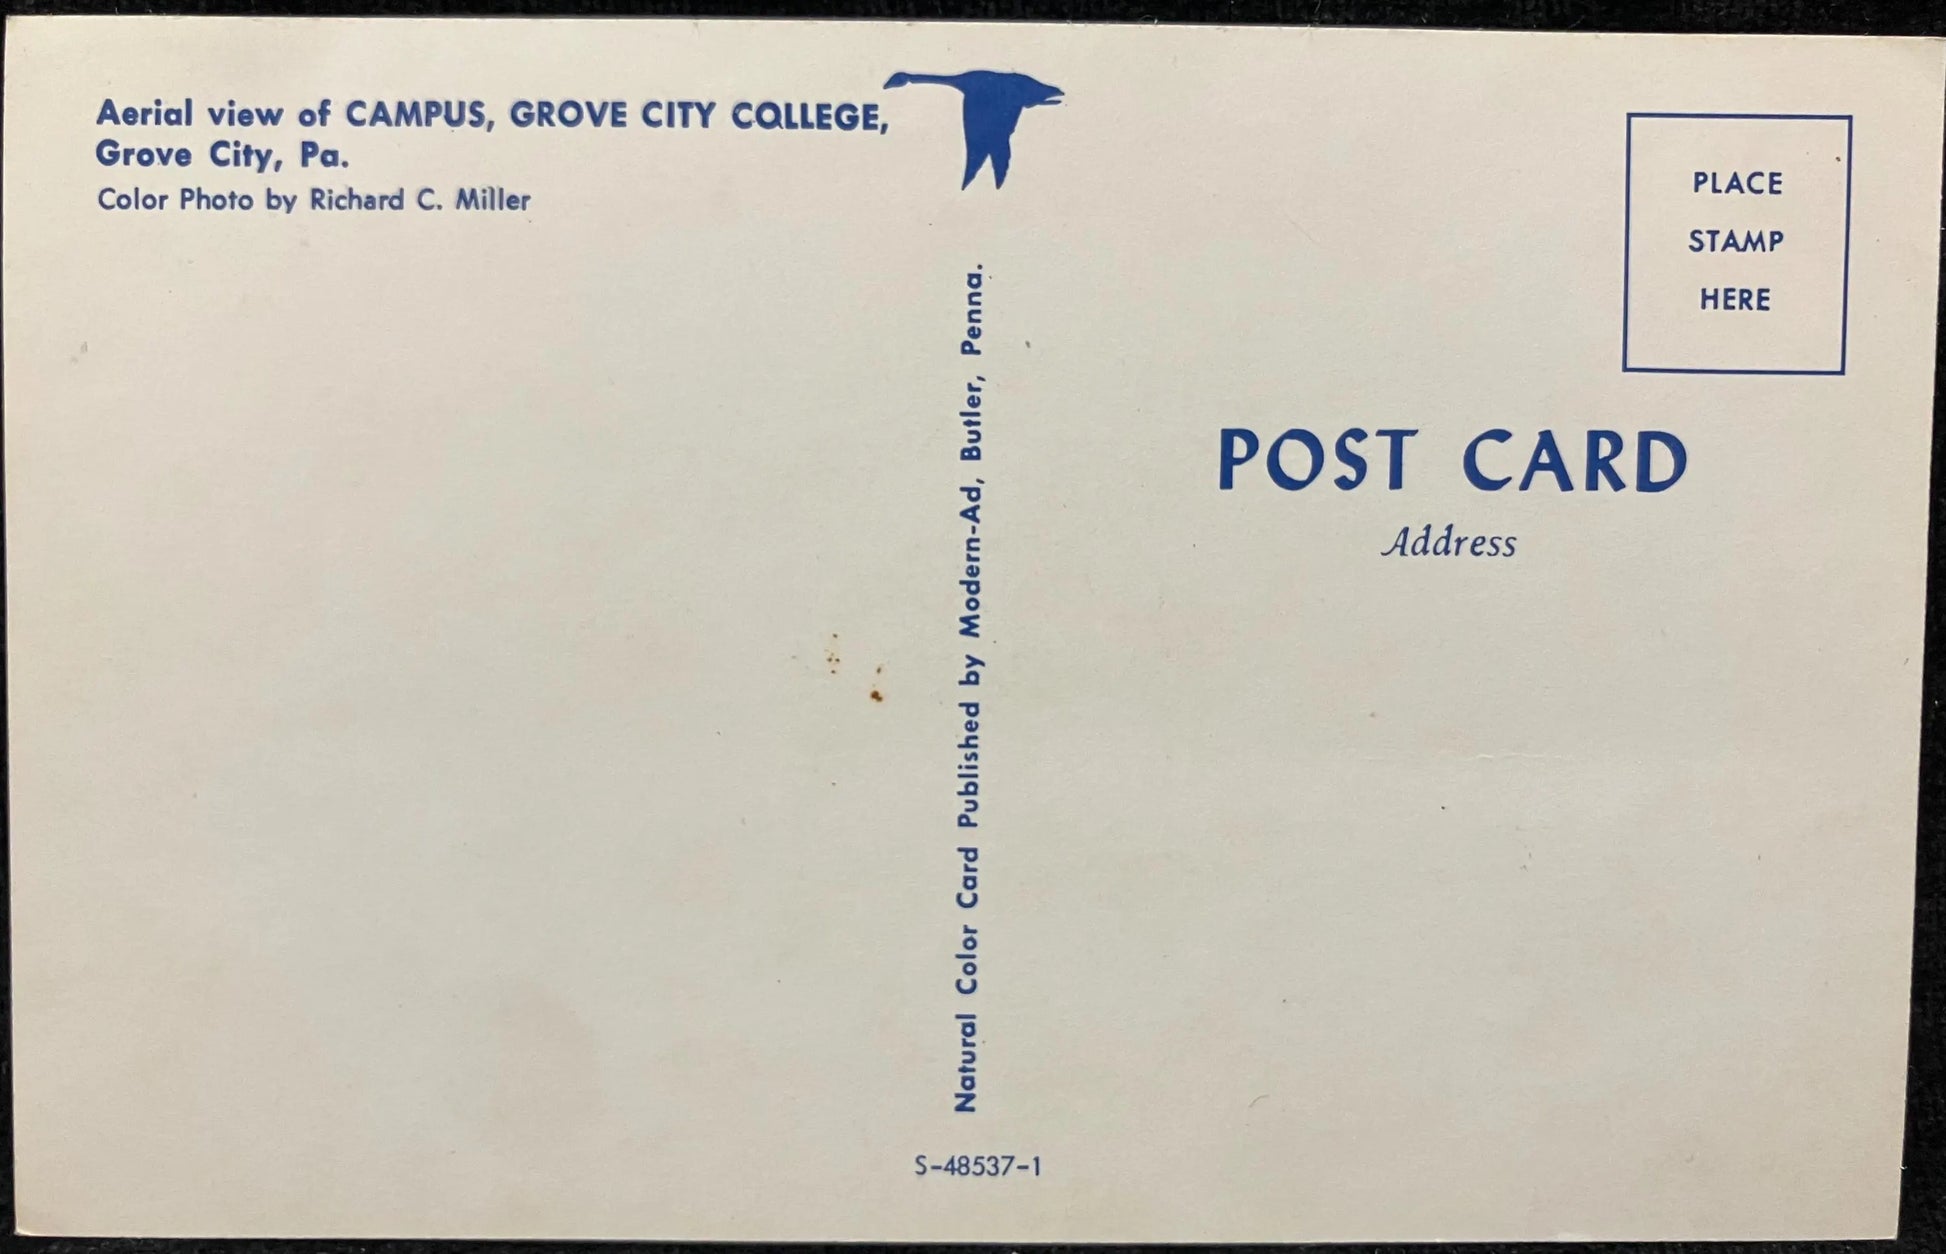 Aerial view of CAMPUS, GROVE CITY COLLEGE,
Grove City, Pa.
Color Photo by Richard C. Miller
Natural Color Card Published by Modern-Ad, Butler, Penna.
S-48537-1
PLACE
STAMP
HERE
POST CARD
Address